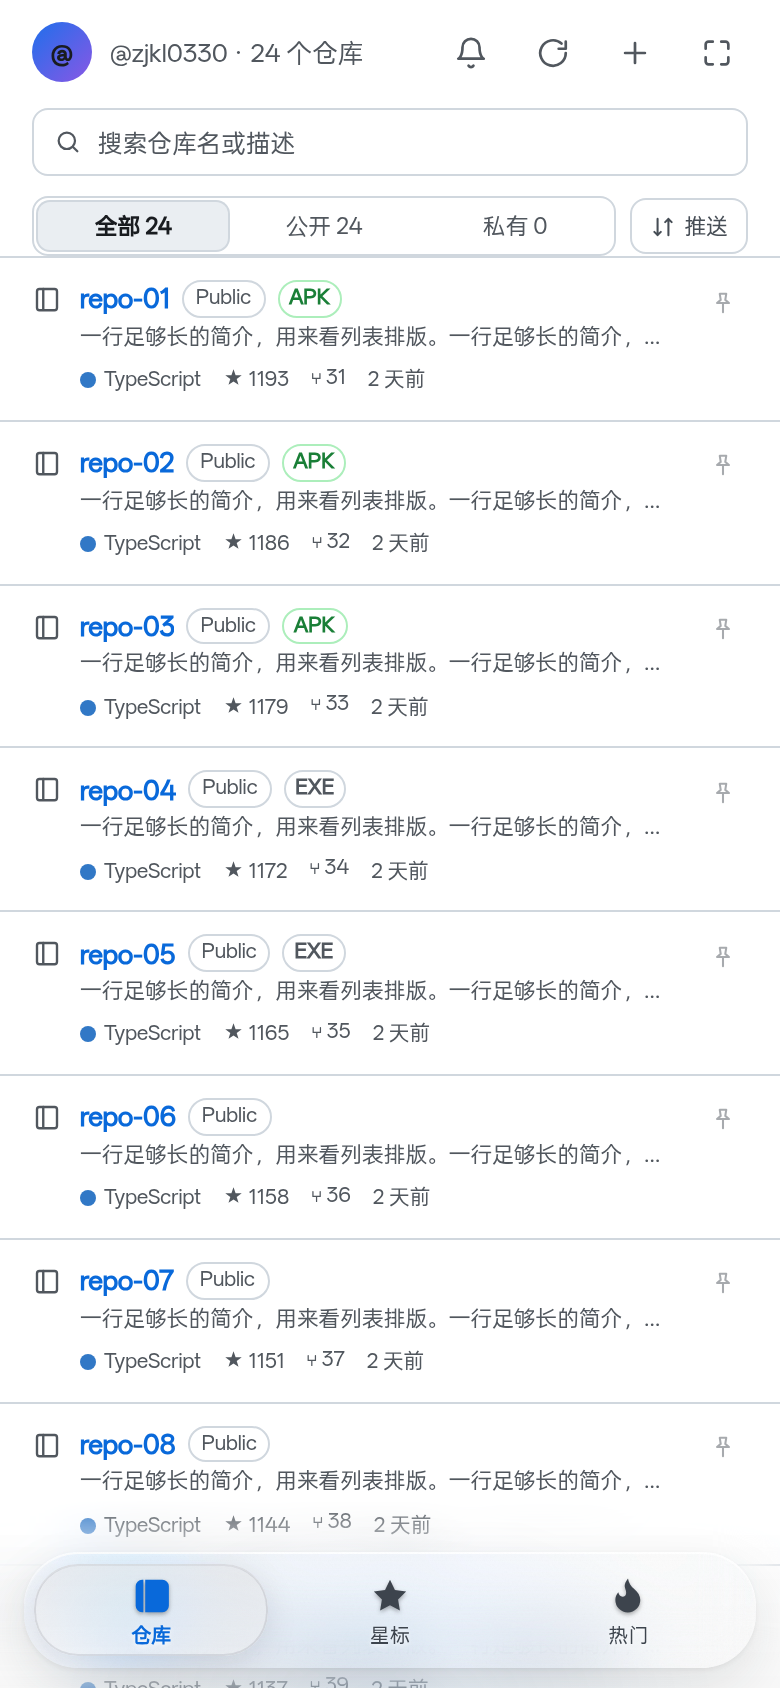 @ @zjkl0330 · 24 个仓库
搜索仓库名或描述
全部 24 公开 24 私有 0 推送
repo-01 Public APK
一行足够长的简介，用来看列表排版。一行足够长的简介，...
TypeScript ★ 1193 31 2 天前
repo-02 Public APK
一行足够长的简介，用来看列表排版。一行足够长的简介，...
TypeScript ★ 1186 32 2 天前
repo-03 Public APK
一行足够长的简介，用来看列表排版。一行足够长的简介，...
TypeScript ★ 1179 33 2 天前
repo-04 Public EXE
一行足够长的简介，用来看列表排版。一行足够长的简介，...
TypeScript ★ 1172 34 2 天前
repo-05 Public EXE
一行足够长的简介，用来看列表排版。一行足够长的简介，...
TypeScript ★ 1165 35 2 天前
repo-06 Public
一行足够长的简介，用来看列表排版。一行足够长的简介，...
TypeScript ★ 1158 36 2 天前
repo-07 Public
一行足够长的简介，用来看列表排版。一行足够长的简介，...
TypeScript ★ 1151 37 2 天前
repo-08 Public
一行足够长的简介，用来看列表排版。一行足够长的简介，...
TypeScript ★ 1144 38 2 天前
仓库 星标 热门
TypeScript ★ 1137 39 2 天前